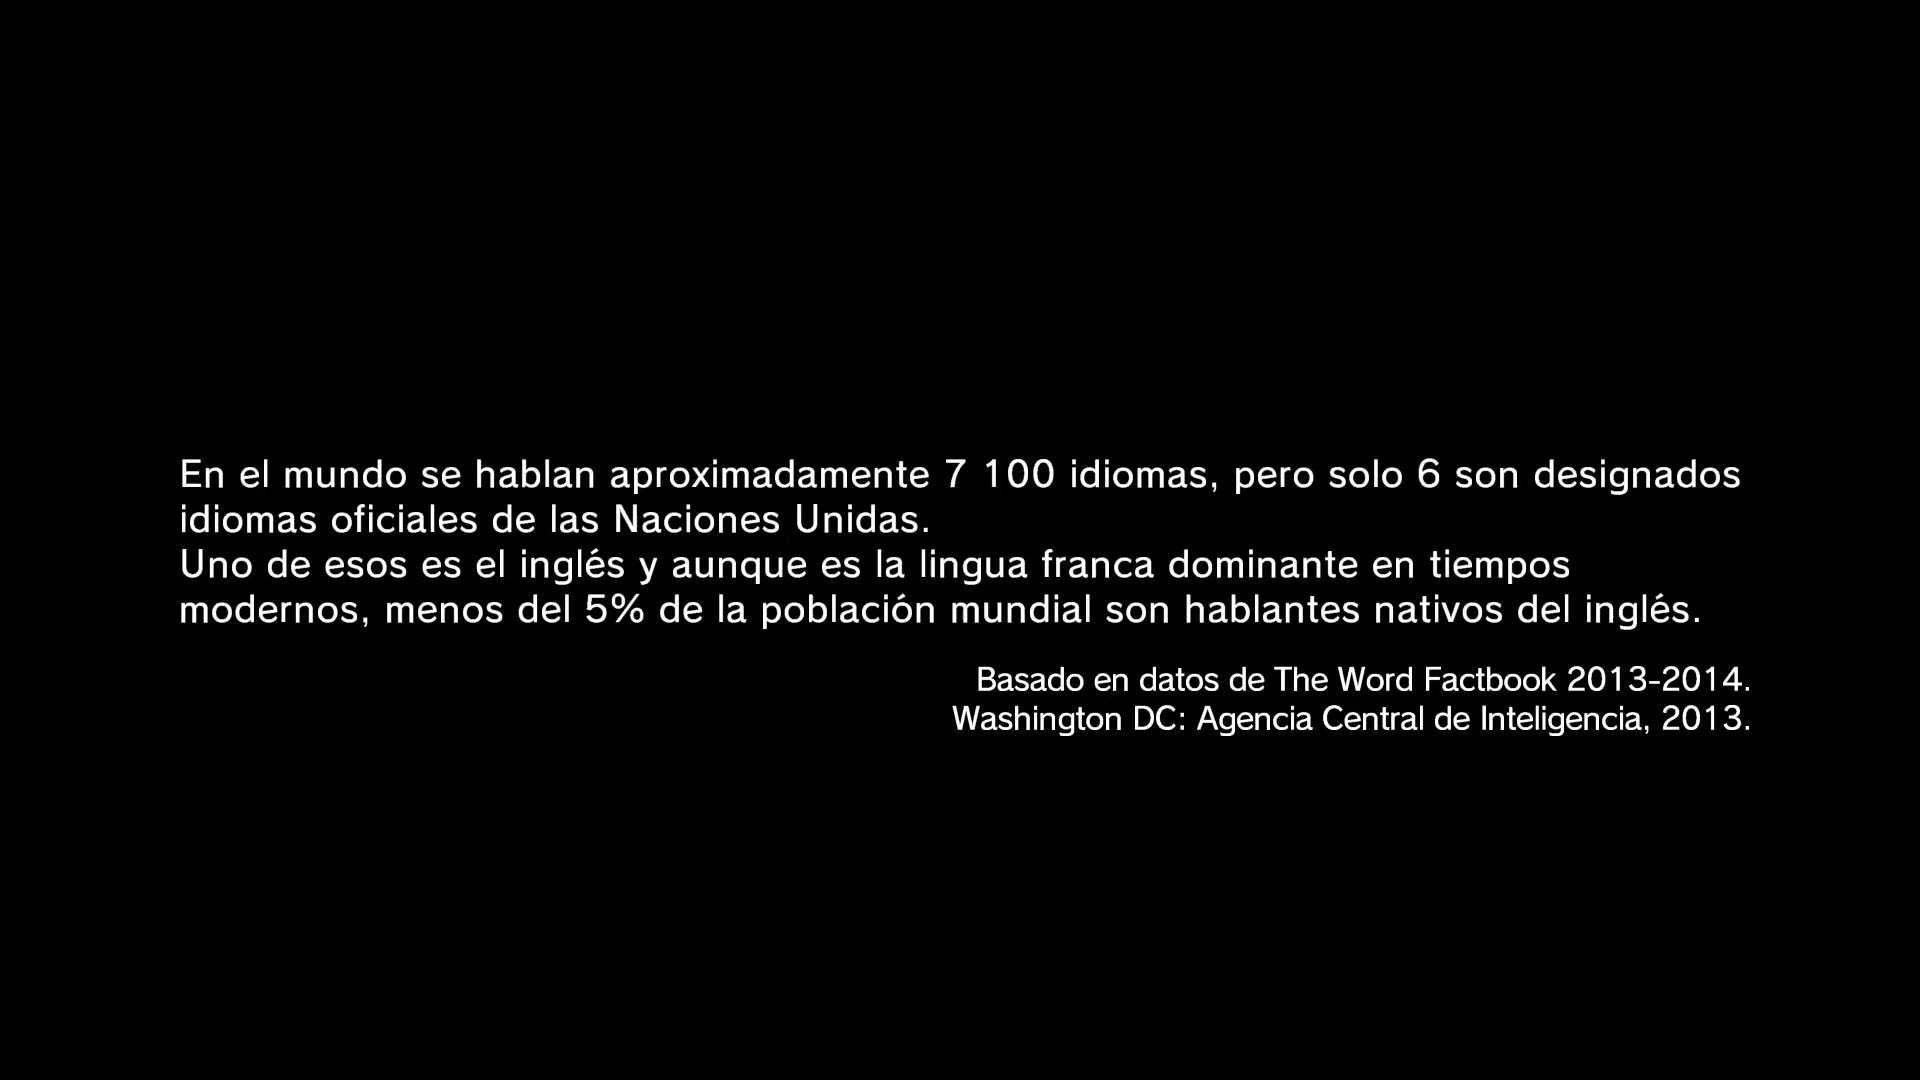 En el mundo se hablan aproximadamente 7 100 idiomas, pero solo 6 son designados
idiomas oficiales de las Naciones Unidas.
Uno de esos es el inglés y aunque es la lingua franca dominante en tiempos
modernos, menos del 5% de la población mundial son hablantes nativos del inglés.
Basado en datos de The Word Factbook 2013-2014.
Washington DC: Agencia Central de Inteligencia, 2013.